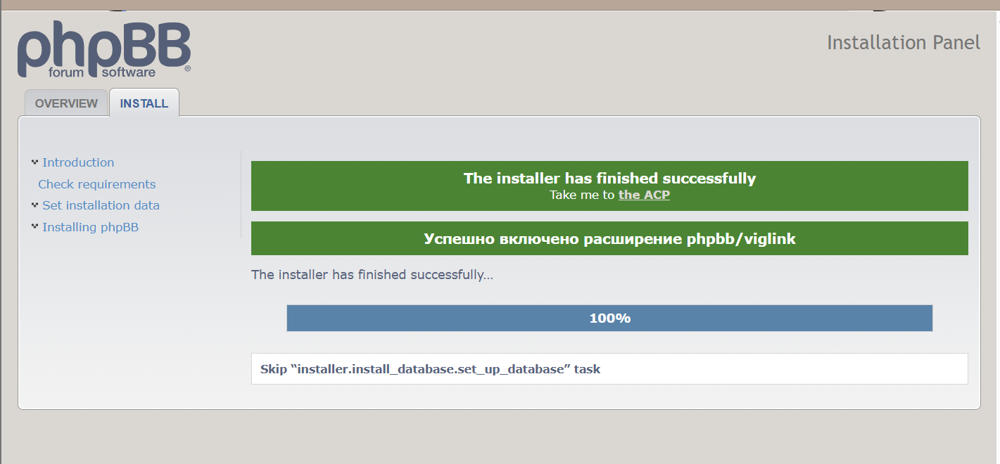 phpBB
forum software ®
Installation Panel
OVERVIEW
INSTALL
Introduction
Check requirements
Set installation data
Installing phpBB
The installer has finished successfully
Take me to the ACP
Успешно включено расширение phpbb/viglink
The installer has finished successfully...
100%
Skip “installer.install_database.set_up_database” task